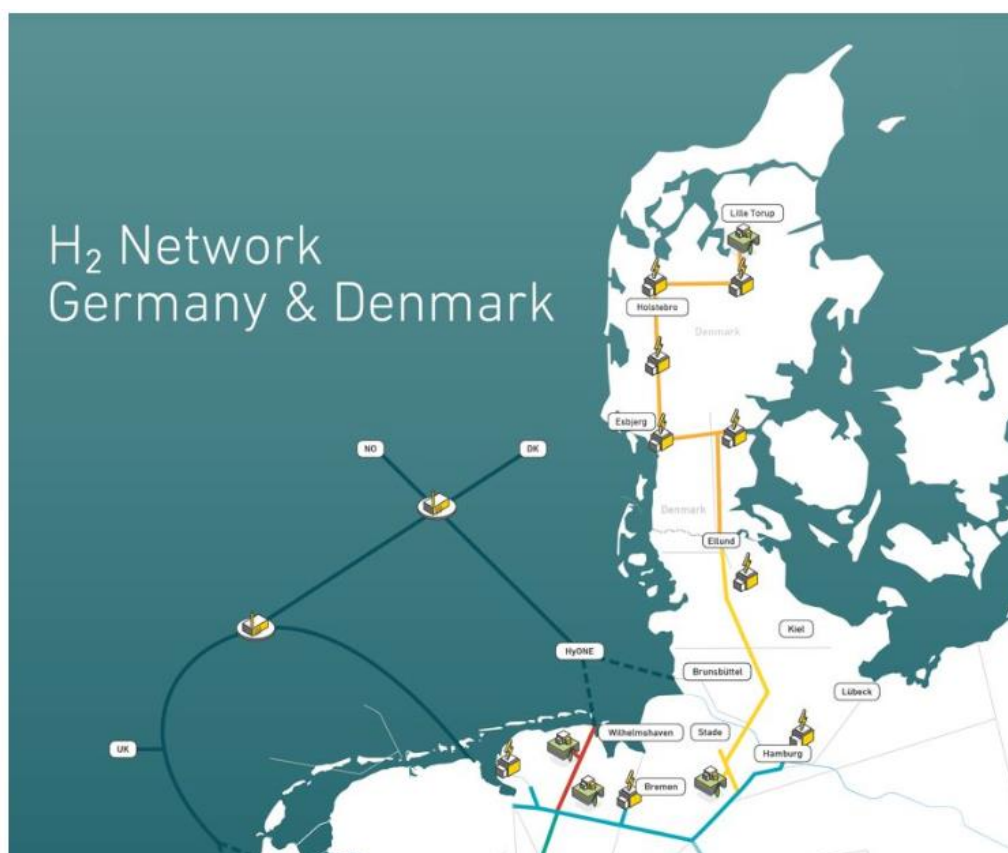 H₂ Network
Germany & Denmark
Lille Torup
Holstebro
Denmark
Esbjerg
NO
DK
Denmark
Ellund
Kiel
HyONE
Brunsbüttel
Lübeck
Wilhelmshaven
Stade
UK
Hamburg
Bremen